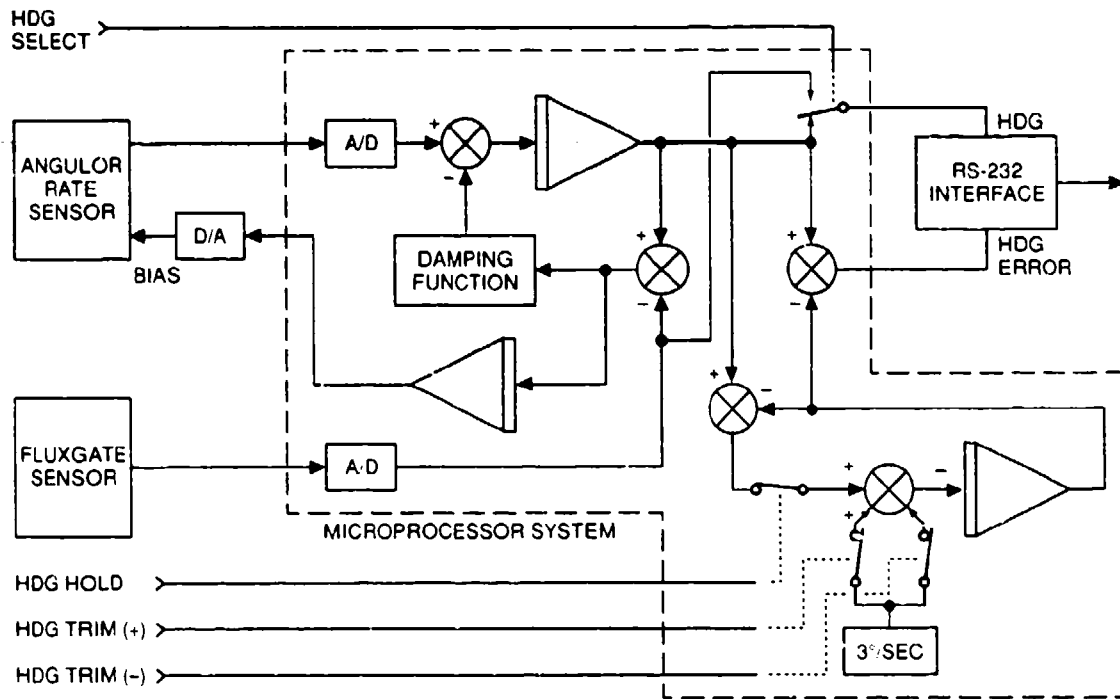 HDG
SELECT
ANGULOR
RATE
SENSOR
A/D
+
-
HDG
RS-232
INTERFACE
HDG
ERROR
D/A
BIAS
DAMPING
FUNCTION
+
-
+
-
+
-
FLUXGATE
SENSOR
A/D
+
+
-
MICROPROCESSOR SYSTEM
HDG HOLD
HDG TRIM (+)
HDG TRIM (-)
3°/SEC